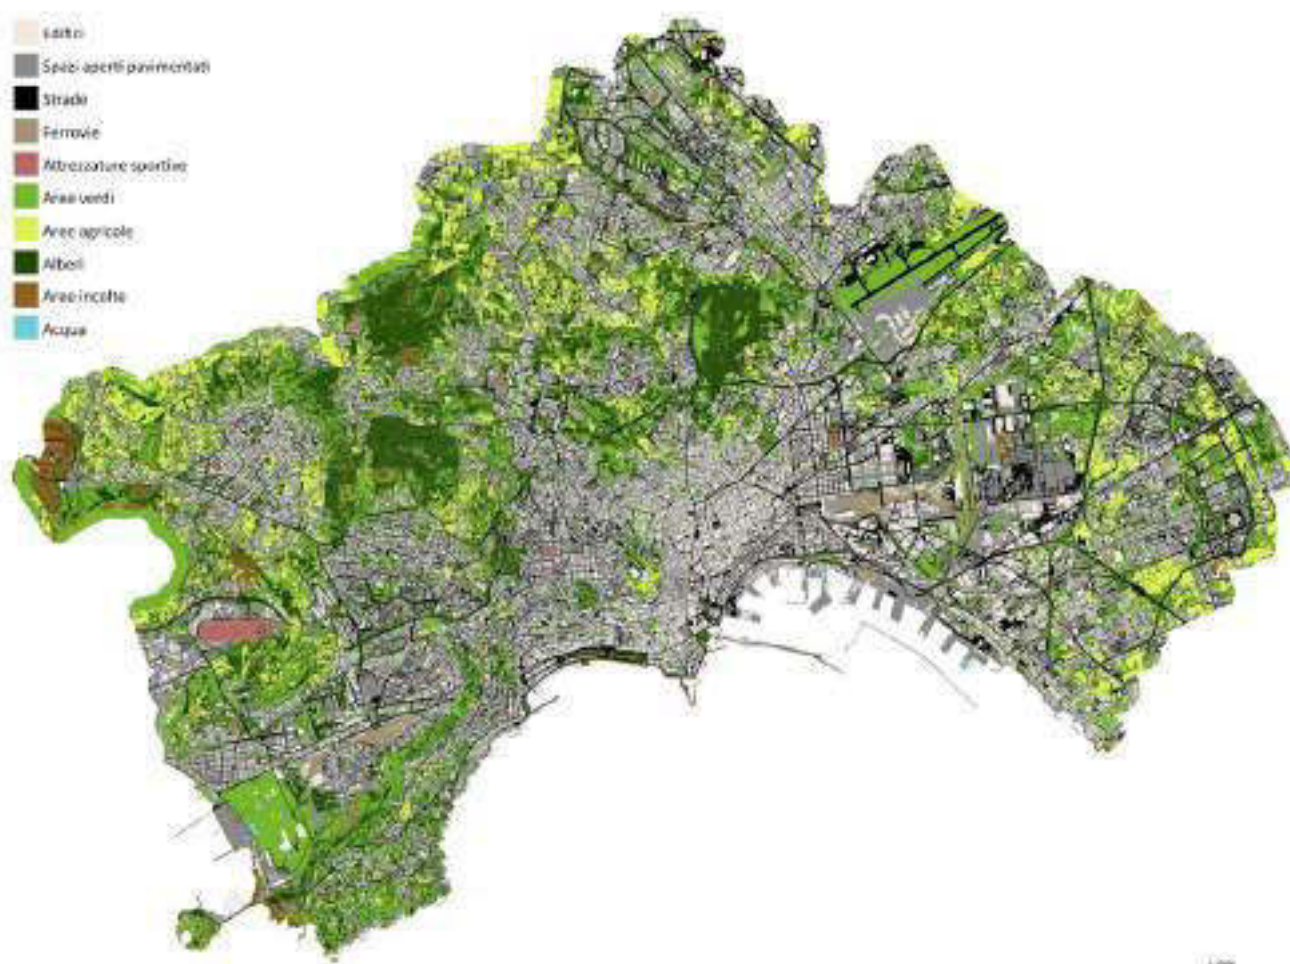 Edifici
Spazi aperti pavimentati
Strade
Ferrovie
Attrezzature sportive
Aree verdi
Aree agricole
Alberi
Aree incolte
Acqua